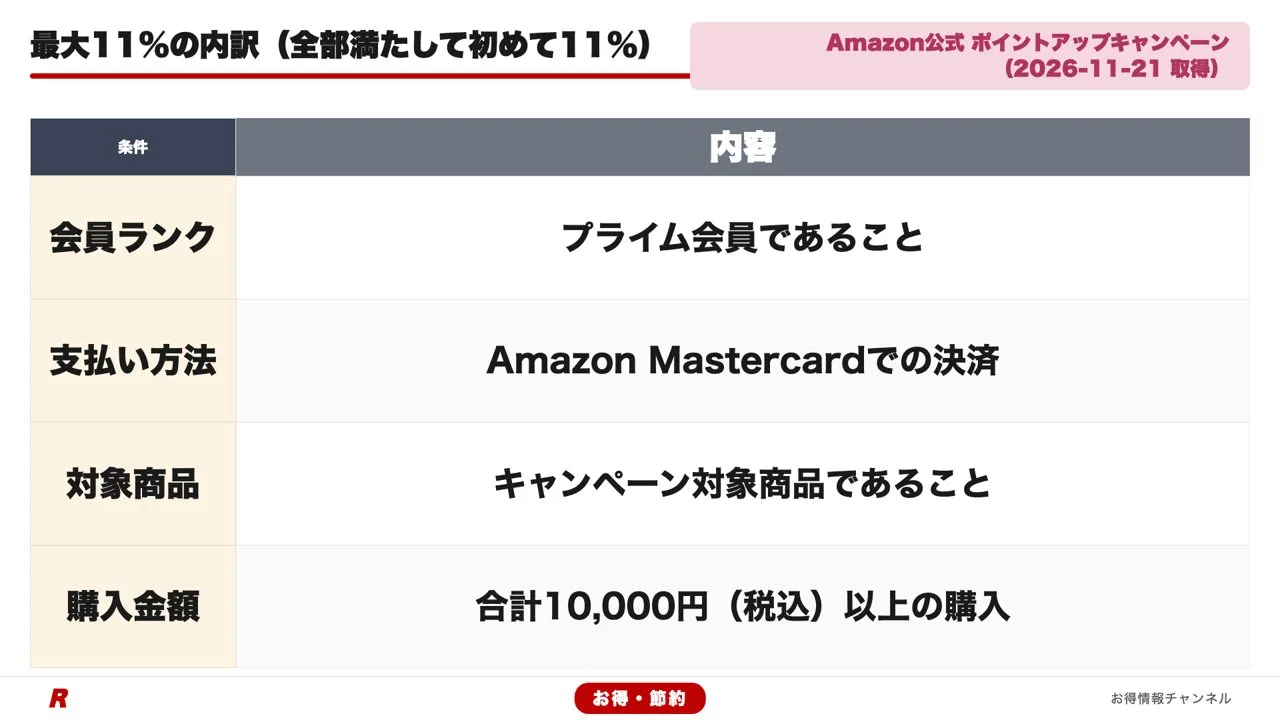 最大11%の内訳（全部満たして初めて11%）
Amazon公式 ポイントアップキャンペーン
（2026-11-21 取得）
条件
内容
会員ランク
プライム会員であること
支払い方法
Amazon Mastercardでの決済
対象商品
キャンペーン対象商品であること
購入金額
合計10,000円（税込）以上の購入
R
お得・節約
お得情報チャンネル